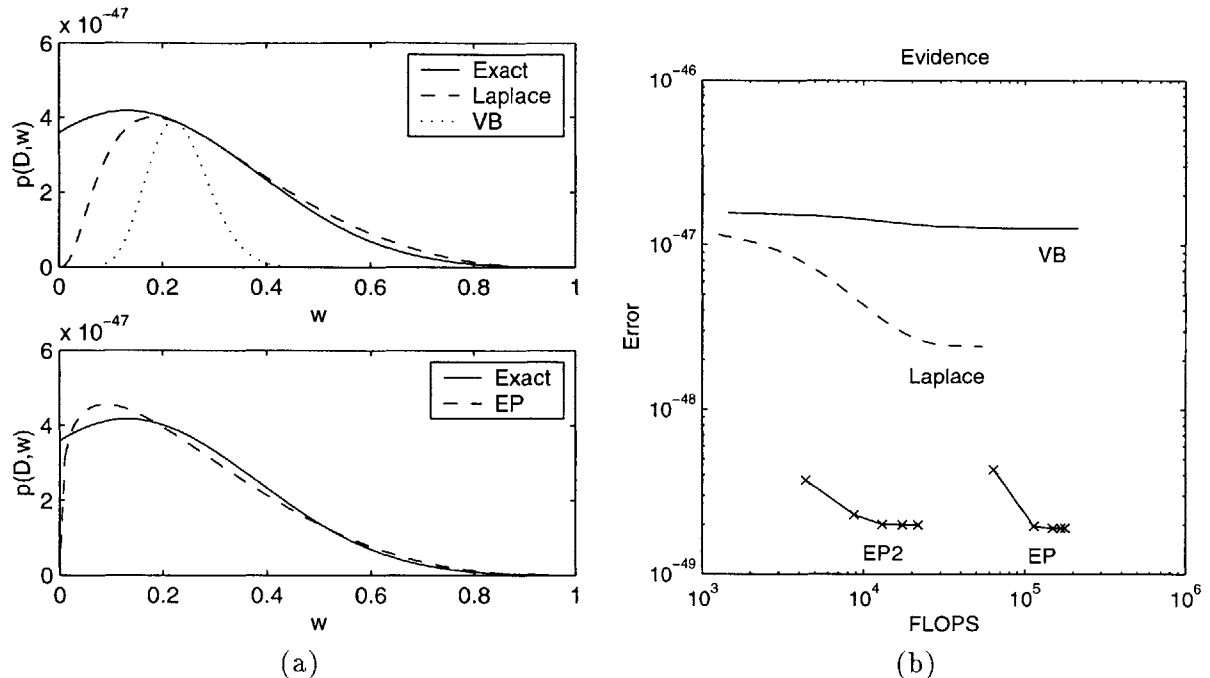 x 10^-47
6
4
2
0
p(D,w)
Exact
Laplace
VB
0 0.2 0.4 0.6 0.8 1
w
x 10^-47
6
4
2
0
p(D,w)
Exact
EP
0 0.2 0.4 0.6 0.8 1
w
(a)
Evidence
10^-46
10^-47
10^-48
10^-49
Error
VB
Laplace
EP2
EP
10^3 10^4 10^5 10^6
FLOPS
(b)